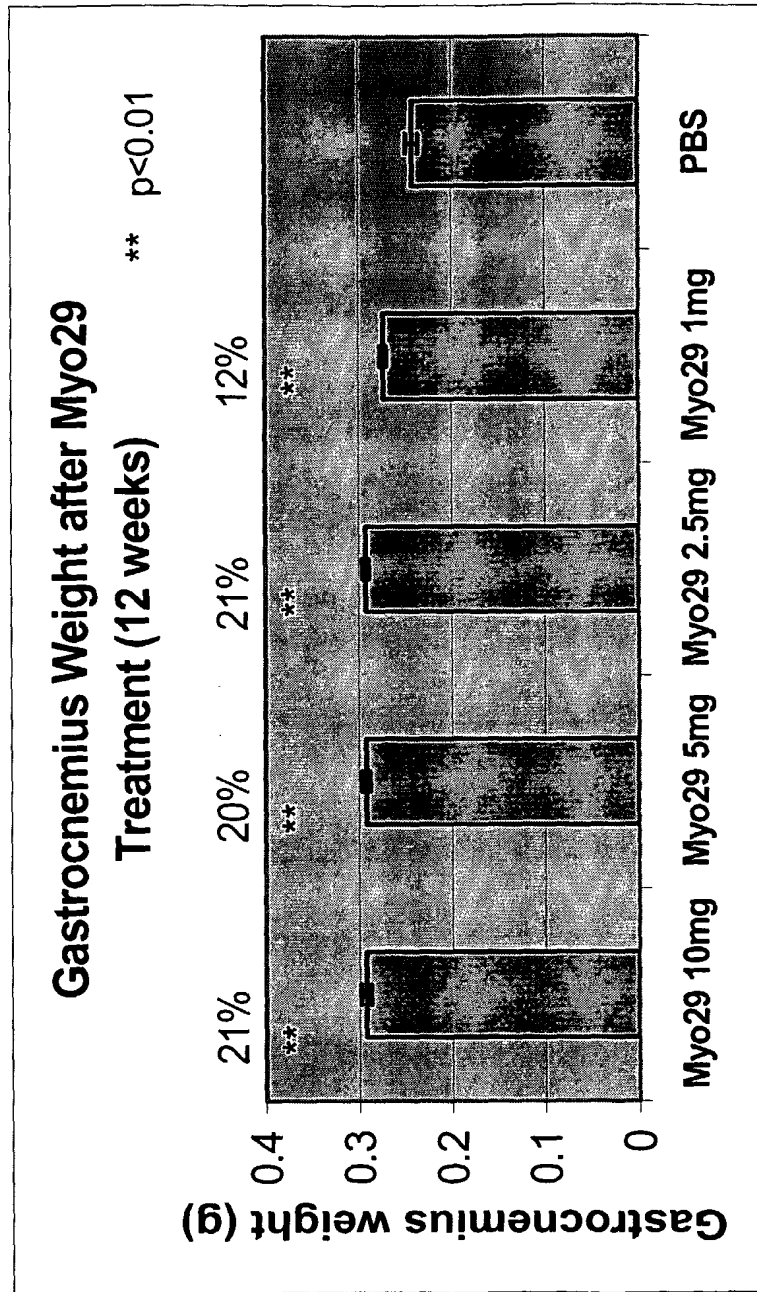 Gastrocnemius Weight after Myo29
Treatment (12 weeks)
** p<0.01
21% 20% 21% 12%
** ** ** **
Gastrocnemius weight (g)
0.4
0.3
0.2
0.1
0
Myo29 10mg Myo29 5mg Myo29 2.5mg Myo29 1mg PBS